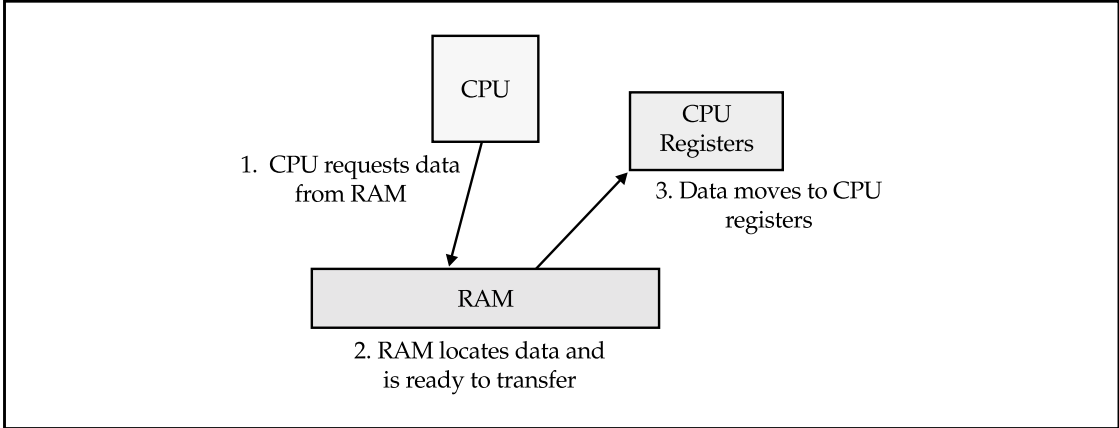 CPU
CPU
Registers
1. CPU requests data
from RAM
3. Data moves to CPU
registers
RAM
2. RAM locates data and
is ready to transfer